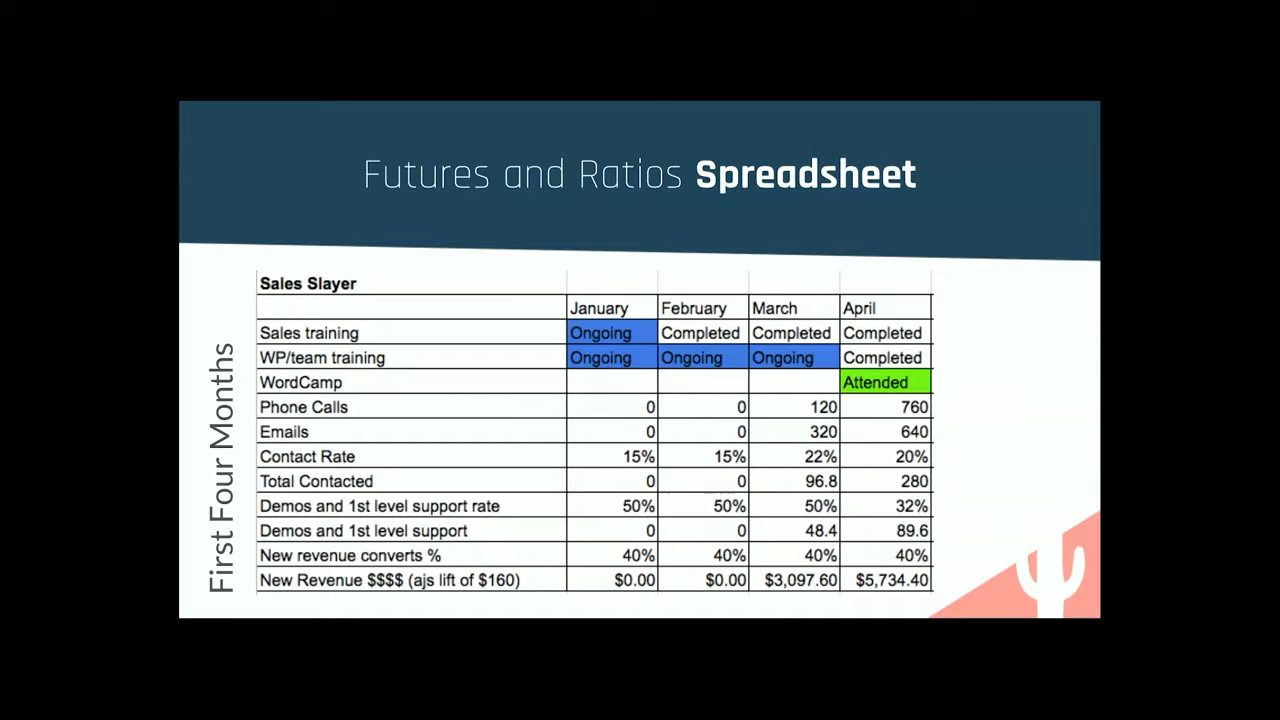 Futures and Ratios Spreadsheet
First Four Months
Sales Slayer
January February March April
Sales training Ongoing Completed Completed Completed
WP/team training Ongoing Ongoing Ongoing Completed
WordCamp Attended
Phone Calls 0 0 120 760
Emails 0 0 320 640
Contact Rate 15% 15% 22% 20%
Total Contacted 0 0 96.8 280
Demos and 1st level support rate 50% 50% 50% 32%
Demos and 1st level support 0 0 48.4 89.6
New revenue converts % 40% 40% 40% 40%
New Revenue $$$$ (ajs lift of $160) $0.00 $0.00 $3,097.60 $5,734.40